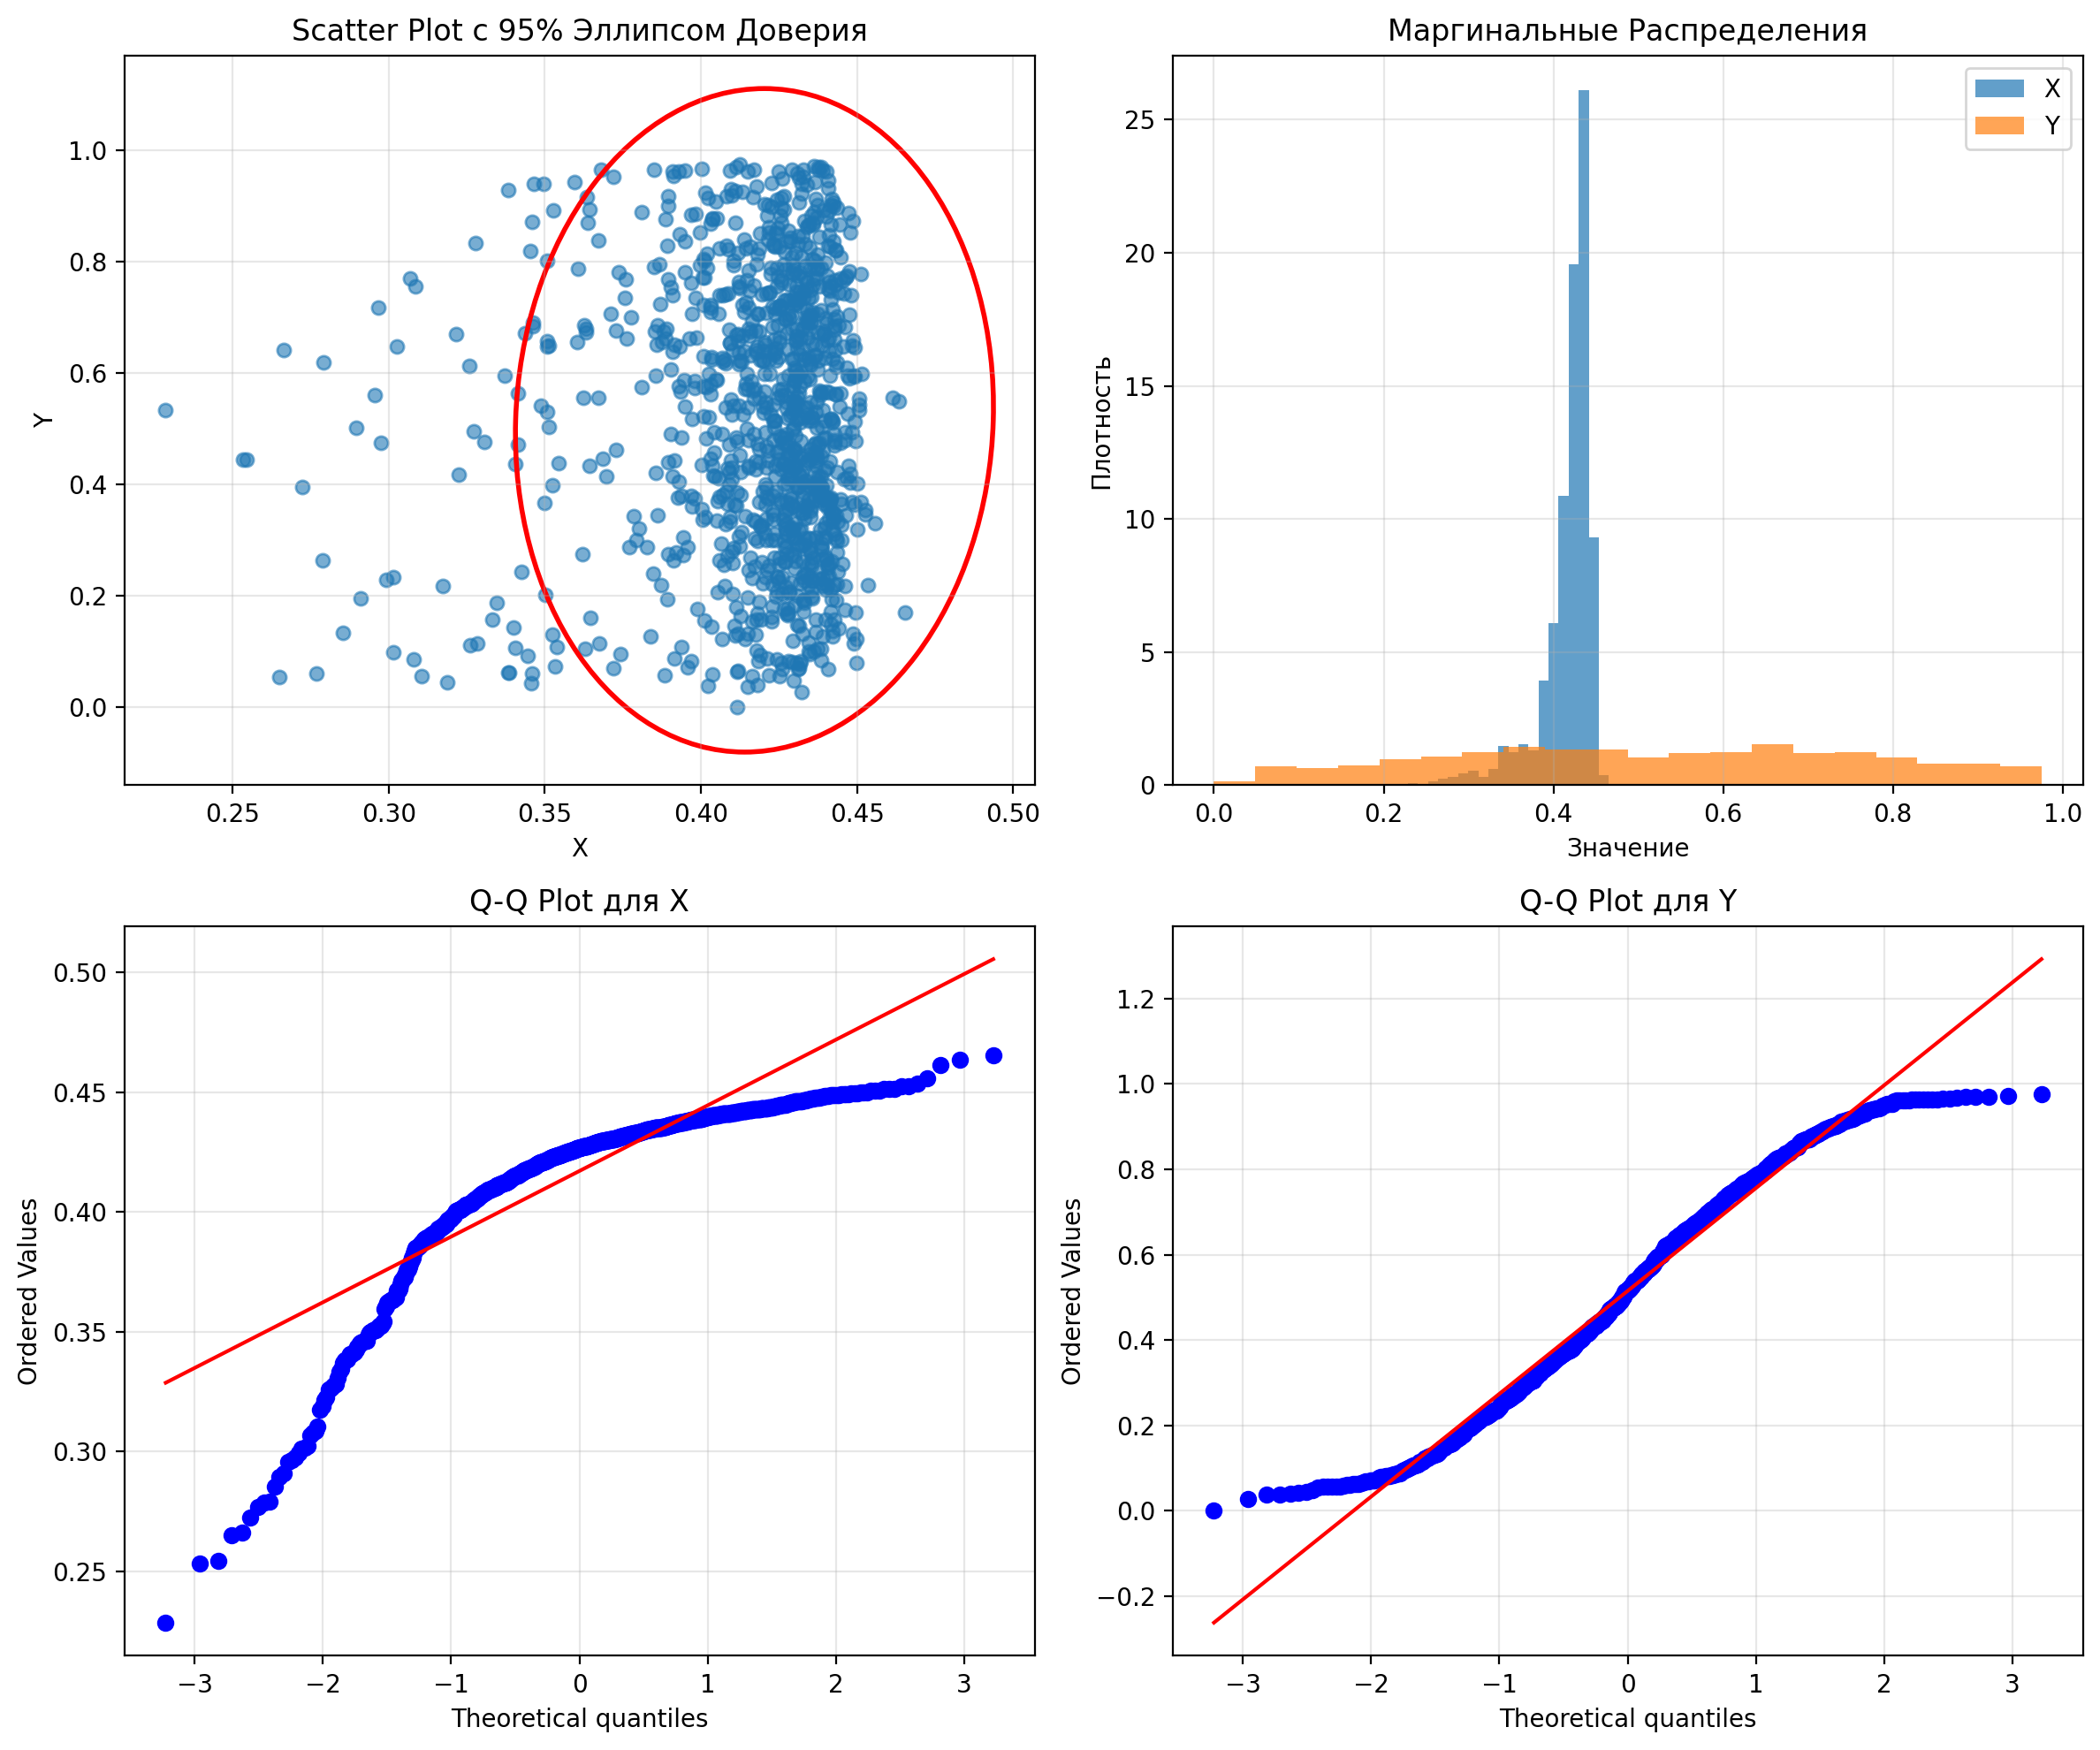 Scatter Plot с 95% Эллипсом Доверия
Y
1.0
0.8
0.6
0.4
0.2
0.0
0.25 0.30 0.35 0.40 0.45 0.50
X
Маргинальные Распределения
X
Y
Плотность
25
20
15
10
5
0
0.0 0.2 0.4 0.6 0.8 1.0
Значение
Q-Q Plot для X
Ordered Values
0.50
0.45
0.40
0.35
0.30
0.25
−3 −2 −1 0 1 2 3
Theoretical quantiles
Q-Q Plot для Y
Ordered Values
1.2
1.0
0.8
0.6
0.4
0.2
0.0
−0.2
−3 −2 −1 0 1 2 3
Theoretical quantiles